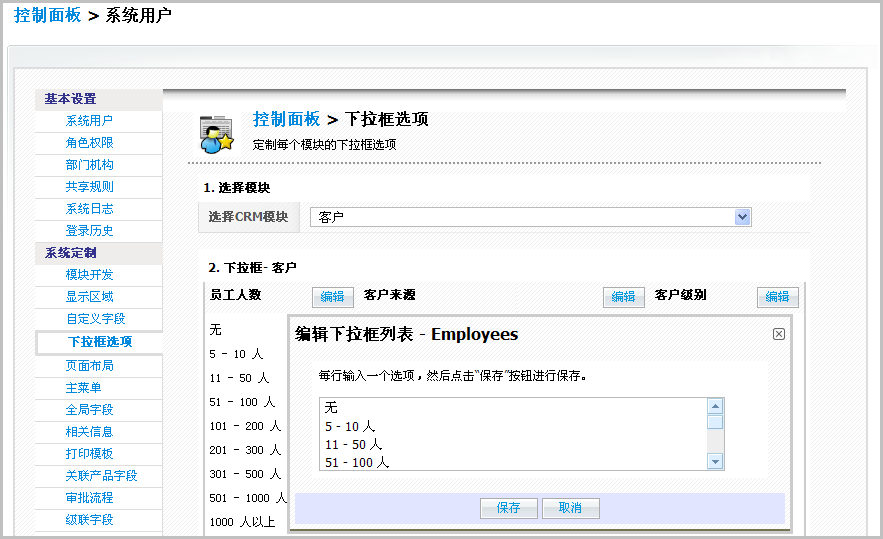 控制面板 > 系统用户
基本设置
系统用户
角色权限
部门机构
共享规则
系统日志
登录历史
系统定制
模块开发
显示区域
自定义字段
下拉框选项
页面布局
主菜单
全局字段
相关信息
打印模板
关联产品字段
审批流程
级联字段
控制面板 > 下拉框选项
定制每个模块的下拉框选项
1. 选择模块
选择CRM模块 客户
2. 下拉框- 客户
员工人数 编辑 客户来源 编辑 客户级别 编辑
无
5 - 10 人
11 - 50 人
51 - 100 人
101 - 200 人
201 - 300 人
301 - 500 人
501 - 1000 人
1000 人以上
编辑下拉框列表 - Employees
每行输入一个选项，然后点击“保存”按钮进行保存。
无
5 - 10 人
11 - 50 人
51 - 100 人
保存 取消